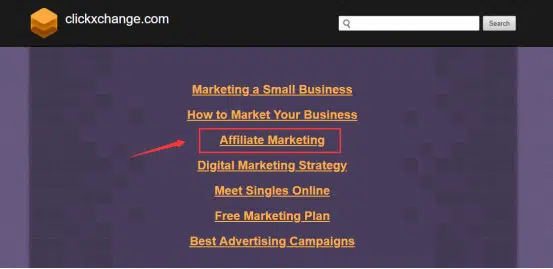 clickxchange.com
Search
Marketing a Small Business
How to Market Your Business
Affiliate Marketing
Digital Marketing Strategy
Meet Singles Online
Free Marketing Plan
Best Advertising Campaigns